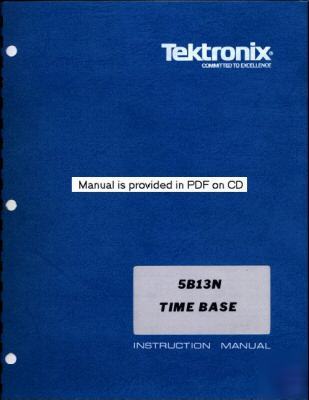 Tektronix®
COMMITTED TO EXCELLENCE
Manual is provided in PDF on CD
5B13N
TIME BASE
INSTRUCTION MANUAL